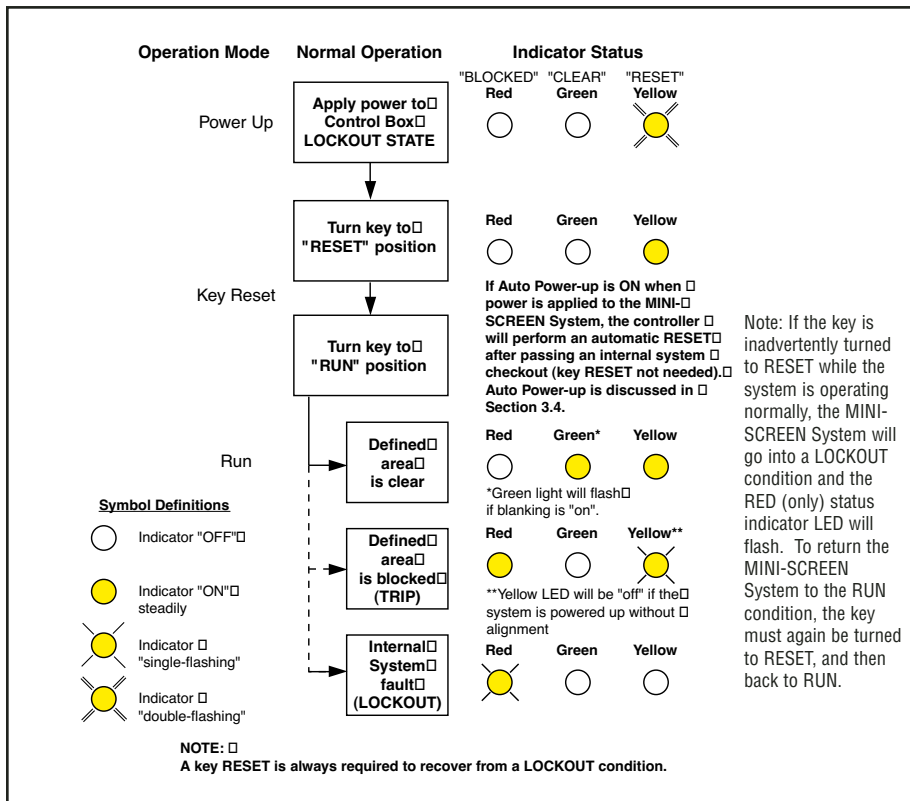 Operation Mode
Normal Operation
Indicator Status
"BLOCKED" "CLEAR" "RESET"
Red Green Yellow
Power Up
Apply power to
Control Box
LOCKOUT STATE
Turn key to
"RESET" position
Red Green Yellow
Key Reset
If Auto Power-up is ON when
power is applied to the MINI-
SCREEN System, the controller
will perform an automatic RESET
after passing an internal system
checkout (key RESET not needed).
Auto Power-up is discussed in
Section 3.4.
Turn key to
"RUN" position
Note: If the key is
inadvertently turned
to RESET while the
system is operating
normally, the MINI-
SCREEN System will
go into a LOCKOUT
condition and the
RED (only) status
indicator LED will
flash. To return the
MINI-SCREEN
System to the RUN
condition, the key
must again be turned
to RESET, and then
back to RUN.
Run
Defined
area
is clear
Red Green* Yellow
*Green light will flash
if blanking is "on".
Defined
area
is blocked
(TRIP)
Red Green Yellow**
**Yellow LED will be "off" if the
system is powered up without
alignment
Internal
System
fault
(LOCKOUT)
Red Green Yellow
Symbol Definitions
Indicator "OFF"
Indicator "ON"
steadily
Indicator
"single-flashing"
Indicator
"double-flashing"
NOTE:
A key RESET is always required to recover from a LOCKOUT condition.